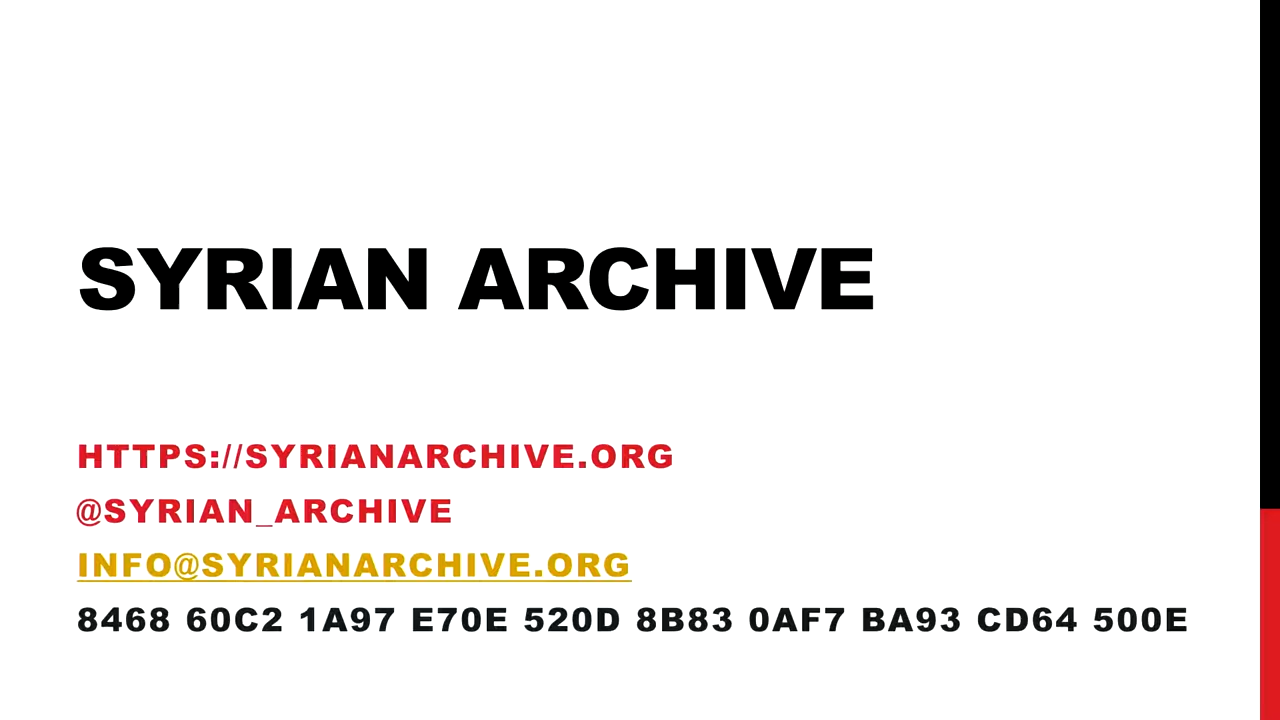 SYRIAN ARCHIVE
HTTPS://SYRIANARCHIVE.ORG
@SYRIAN_ARCHIVE
INFO@SYRIANARCHIVE.ORG
8468 60C2 1A97 E70E 520D 8B83 0AF7 BA93 CD64 500E